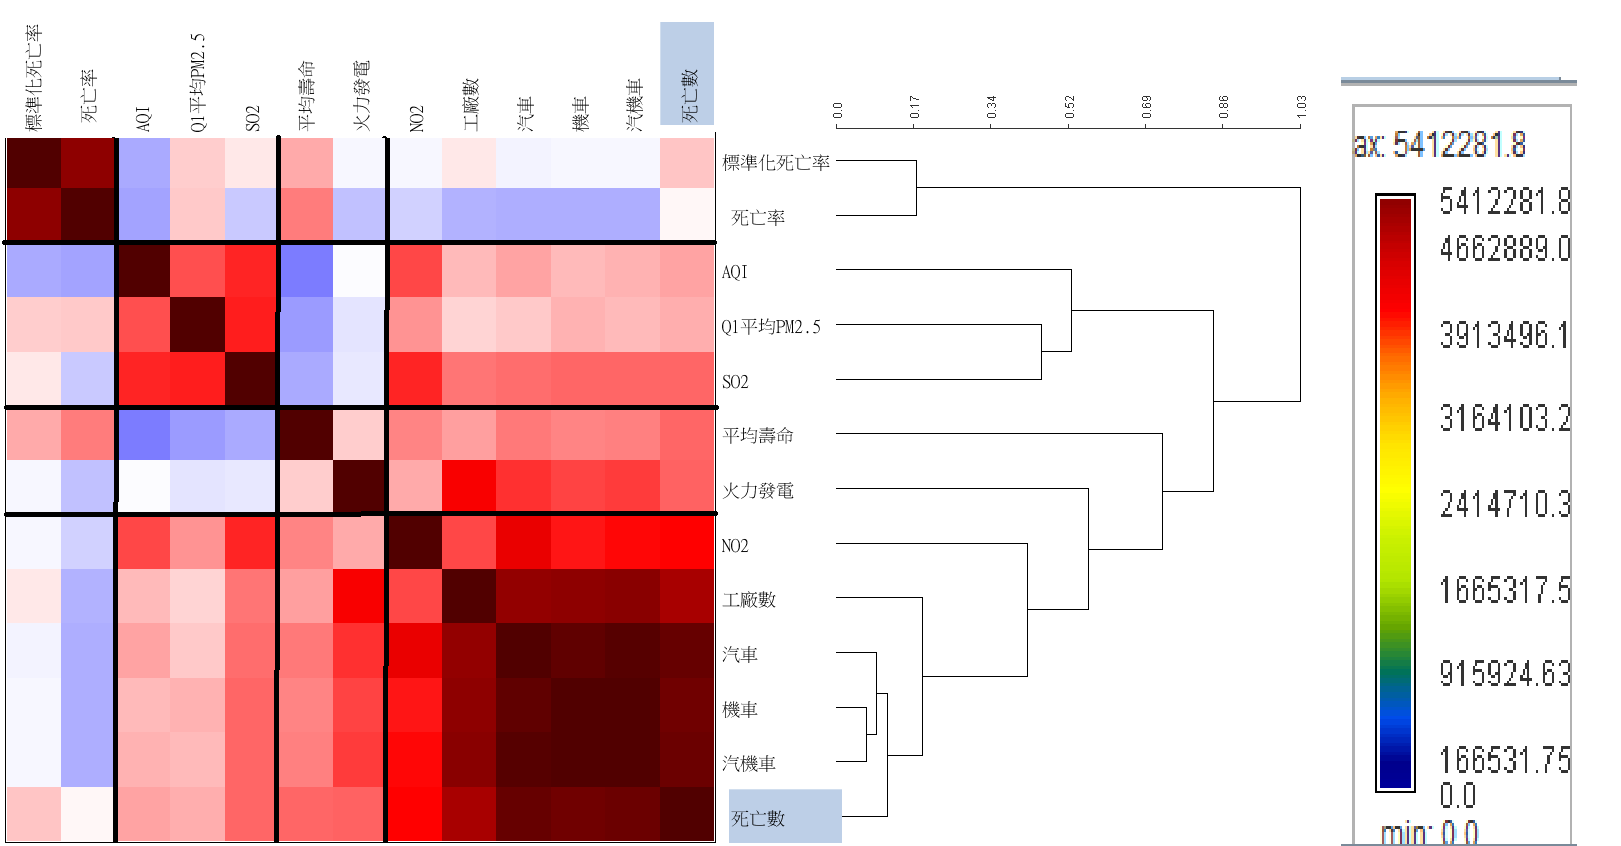 標準化死亡率
死亡率
AQI
Q1平均PM2.5
SO2
平均壽命
火力發電
NO2
工廠數
汽車
機車
汽機車
死亡數
0.0
0.17
0.34
0.52
0.69
0.86
1.03
標準化死亡率
死亡率
AQI
Q1平均PM2.5
SO2
平均壽命
火力發電
NO2
工廠數
汽車
機車
汽機車
死亡數
ax: 5412281.8
5412281.8
4662889.0
3913496.1
3164103.2
2414710.3
1665317.5
915924.63
166531.75
0.0
min: 0.0